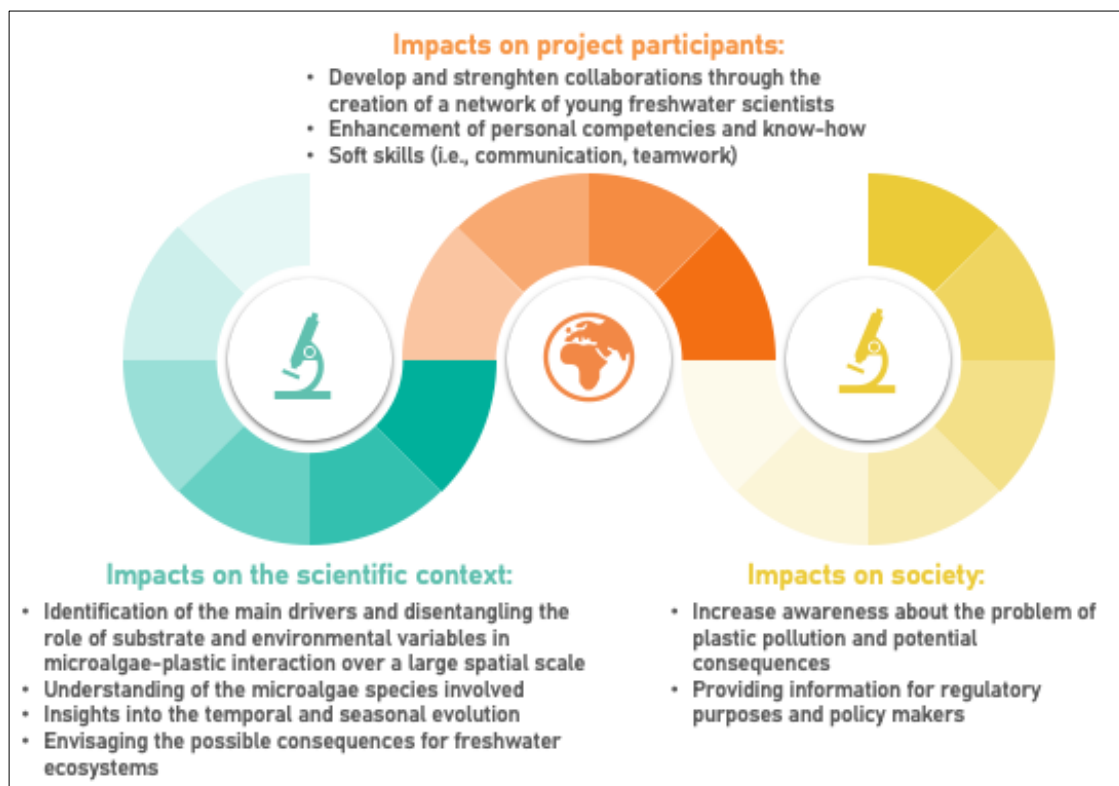 Impacts on project participants:
• Develop and strenghten collaborations through the
creation of a network of young freshwater scientists
• Enhancement of personal competencies and know-how
• Soft skills (i.e., communication, teamwork)
Impacts on the scientific context:
• Identification of the main drivers and disentangling the
role of substrate and environmental variables in
microalgae-plastic interaction over a large spatial scale
• Understanding of the microalgae species involved
• Insights into the temporal and seasonal evolution
• Envisaging the possible consequences for freshwater
ecosystems
Impacts on society:
• Increase awareness about the problem of
plastic pollution and potential
consequences
• Providing information for regulatory
purposes and policy makers